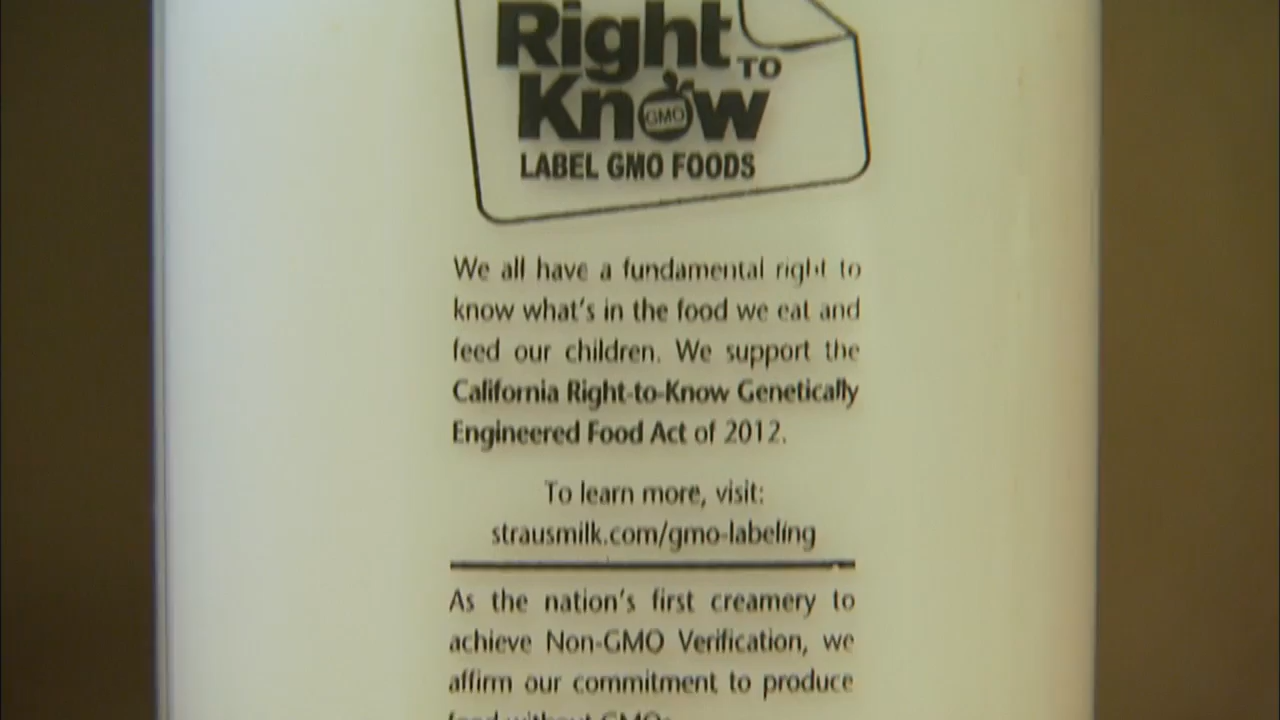 Right TO
Know
GMO
LABEL GMO FOODS
We all have a fundamental right to
know what's in the food we eat and
feed our children. We support the
California Right-to-Know Genetically
Engineered Food Act of 2012.
To learn more, visit:
strausmilk.com/gmo-labeling
As the nation's first creamery to
achieve Non-GMO Verification, we
affirm our commitment to produce
food without GMOs